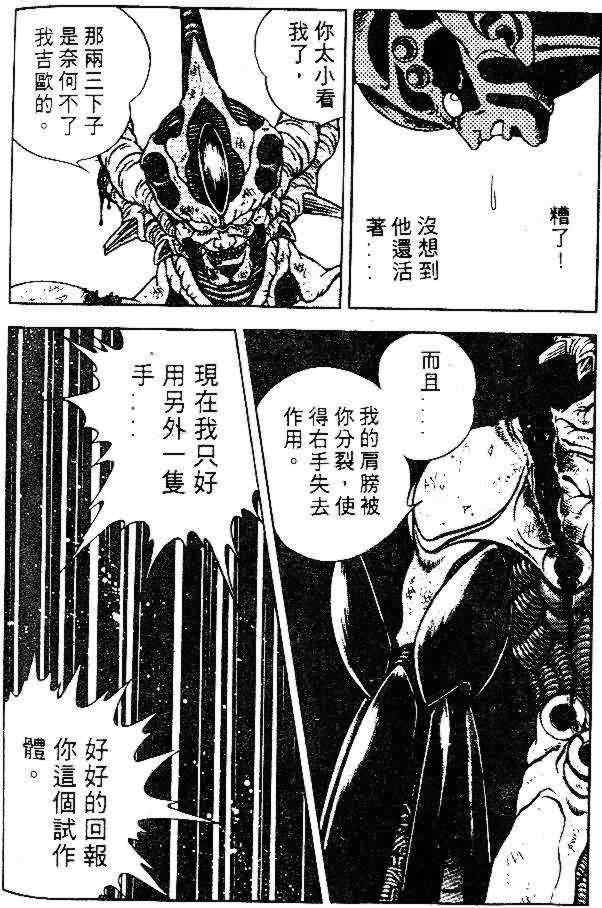 糟了!
沒想到
他還活
著‥‥
你太小看
我了,
那兩三下子
是奈何不了
我吉歐的。
而且
‥‥
我的肩膀被
你分裂,使
得右手失去
作用。
現在我只好
用另外一隻
手‥‥
好好的回報
你這個試作
體。